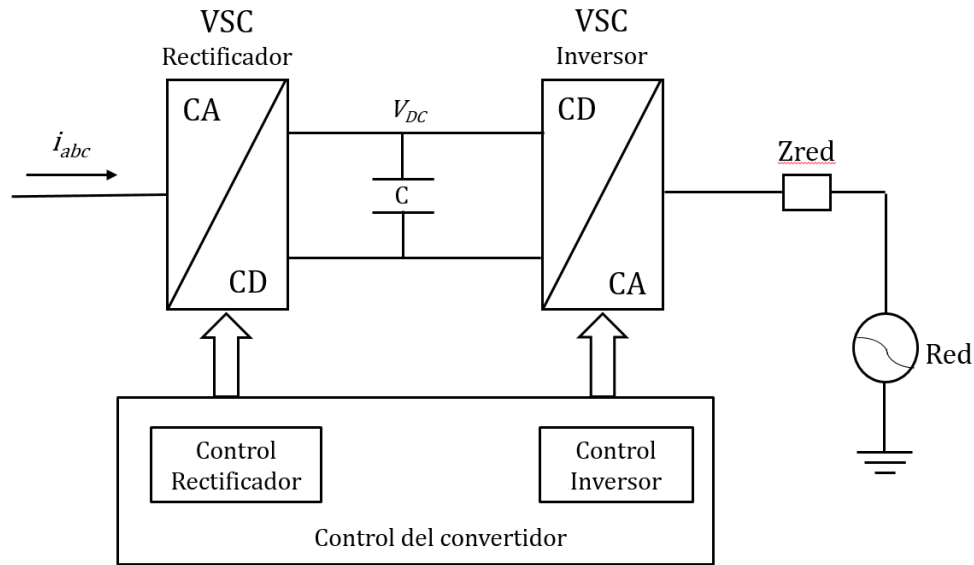 VSC
Rectificador
VSC
Inversor
CA
CD
i_abc
V_DC
C
CD
CA
Zred
Red
Control
Rectificador
Control
Inversor
Control del convertidor